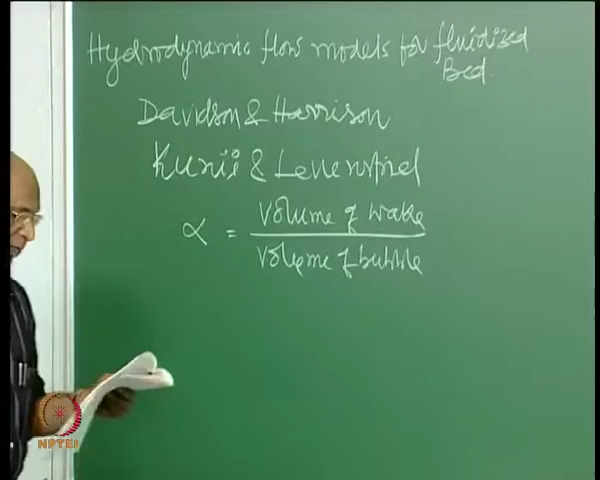 Hydrodynamic flow models for fluidized
Bed.
Davidson & Harrison
Kunii & Levenspiel
α = volume of wake
volume of bubble
NPTEL